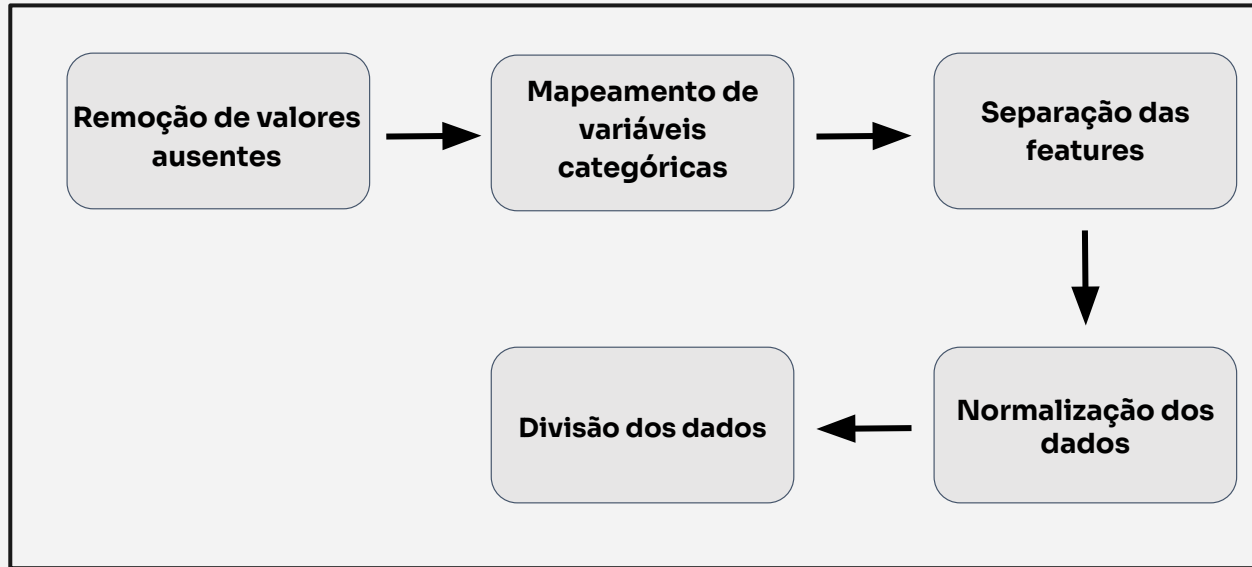 Remoção de valores
ausentes
Mapeamento de
variáveis
categóricas
Separação das
features
Normalização dos
dados
Divisão dos dados